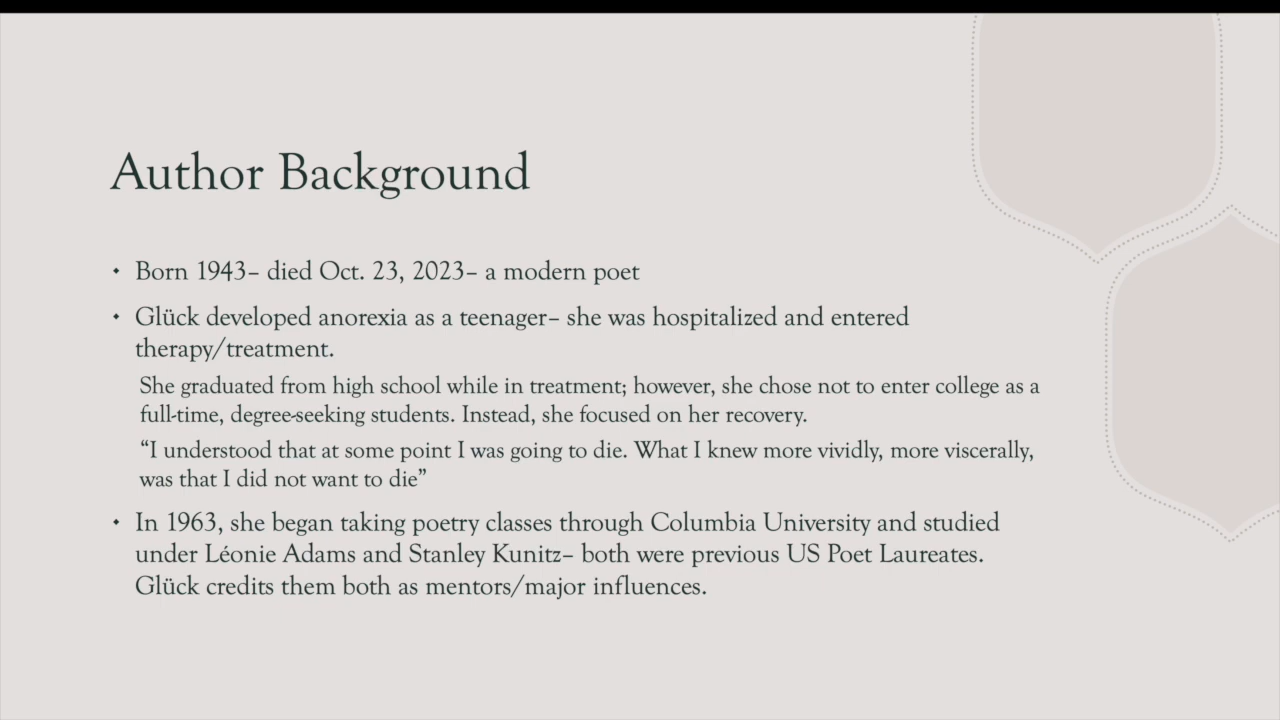 Author Background
Born 1943– died Oct. 23, 2023– a modern poet
Glück developed anorexia as a teenager– she was hospitalized and entered
therapy/treatment.
She graduated from high school while in treatment; however, she chose not to enter college as a
full-time, degree-seeking students. Instead, she focused on her recovery.
“I understood that at some point I was going to die. What I knew more vividly, more viscerally,
was that I did not want to die”
In 1963, she began taking poetry classes through Columbia University and studied
under Léonie Adams and Stanley Kunitz– both were previous US Poet Laureates.
Glück credits them both as mentors/major influences.